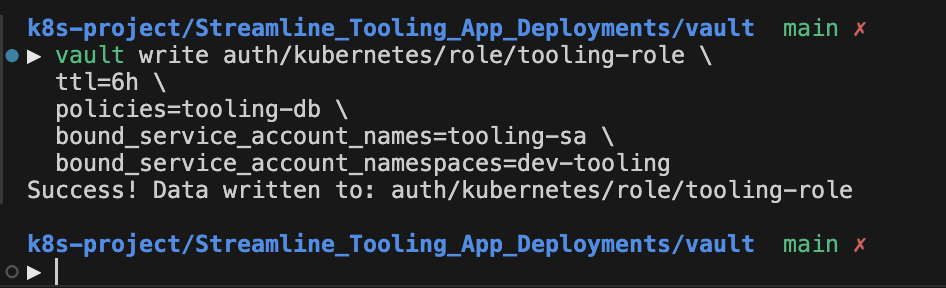 k8s-project/Streamline_Tooling_App_Deployments/vault main ✗
▶ vault write auth/kubernetes/role/tooling-role \
ttl=6h \
policies=tooling-db \
bound_service_account_names=tooling-sa \
bound_service_account_namespaces=dev-tooling
Success! Data written to: auth/kubernetes/role/tooling-role
k8s-project/Streamline_Tooling_App_Deployments/vault main ✗
▶